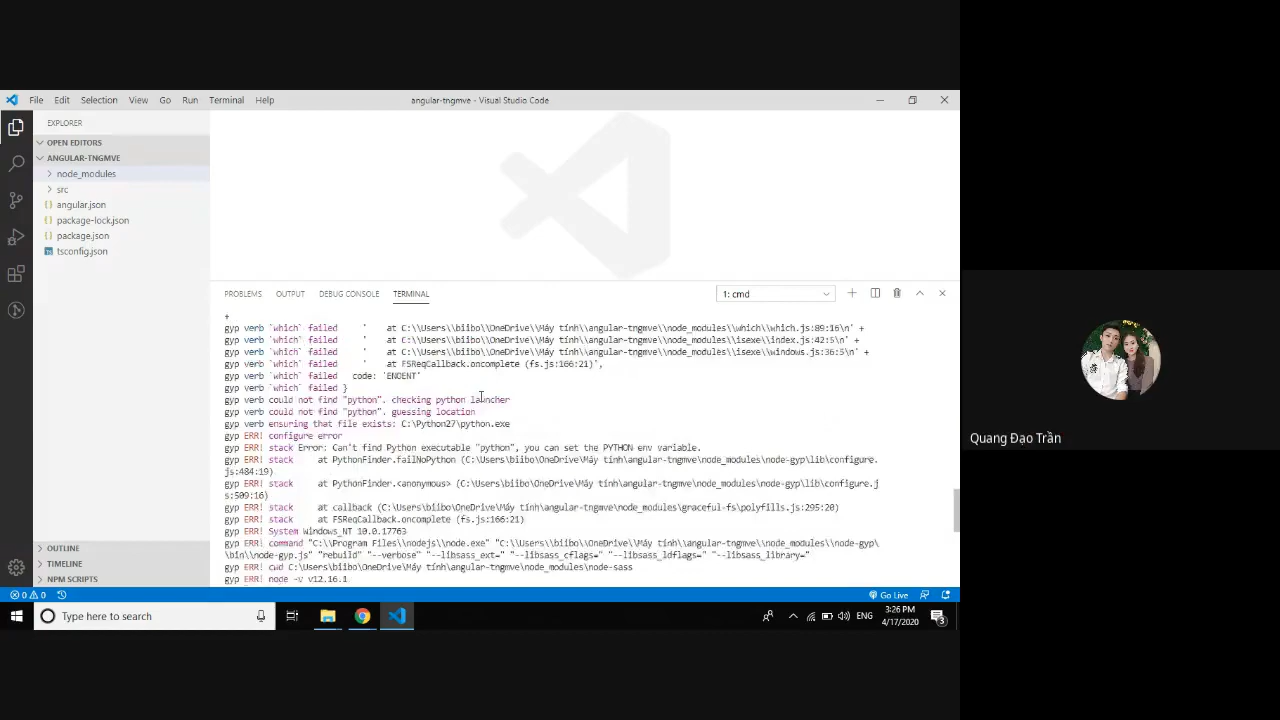 File Edit Selection View Go Run Terminal Help
angular-tngmve - Visual Studio Code
EXPLORER
OPEN EDITORS
ANGULAR-TNGMVE
node_modules
src
angular.json
package-lock.json
package.json
tsconfig.json
OUTLINE
TIMELINE
NPM SCRIPTS
PROBLEMS OUTPUT DEBUG CONSOLE TERMINAL
1: cmd
+
gyp verb `which` failed ' at C:\\Users\\biibo\\OneDrive\\Máy tính\\angular-tngmve\\node_modules\\which\\which.js:89:16\n' +
gyp verb `which` failed ' at C:\\Users\\biibo\\OneDrive\\Máy tính\\angular-tngmve\\node_modules\\isexe\\index.js:42:5\n' +
gyp verb `which` failed ' at C:\\Users\\biibo\\OneDrive\\Máy tính\\angular-tngmve\\node_modules\\isexe\\windows.js:36:5\n' +
gyp verb `which` failed ' at FSReqCallback.oncomplete (fs.js:166:21)',
gyp verb `which` failed code: 'ENOENT'
gyp verb `which` failed }
gyp verb could not find "python". checking python launcher
gyp verb could not find "python". guessing location
gyp verb ensuring that file exists: C:\Python27\python.exe
gyp ERR! configure error
gyp ERR! stack Error: Can't find Python executable "python", you can set the PYTHON env variable.
gyp ERR! stack at PythonFinder.failNoPython (C:\Users\biibo\OneDrive\Máy tính\angular-tngmve\node_modules\node-gyp\lib\configure.
js:484:19)
gyp ERR! stack at PythonFinder.<anonymous> (C:\Users\biibo\OneDrive\Máy tính\angular-tngmve\node_modules\node-gyp\lib\configure.j
s:509:16)
gyp ERR! stack at callback (C:\Users\biibo\OneDrive\Máy tính\angular-tngmve\node_modules\graceful-fs\polyfills.js:295:20)
gyp ERR! stack at FSReqCallback.oncomplete (fs.js:166:21)
gyp ERR! System Windows_NT 10.0.17763
gyp ERR! command "C:\\Program Files\\nodejs\\node.exe" "C:\\Users\\biibo\\OneDrive\\Máy tính\\angular-tngmve\\node_modules\\node-gyp\
\bin\\node-gyp.js" "rebuild" "--verbose" "--libsass_ext=" "--libsass_cflags=" "--libsass_ldflags=" "--libsass_library="
gyp ERR! cwd C:\Users\biibo\OneDrive\Máy tính\angular-tngmve\node_modules\node-sass
gyp ERR! node -v v12.16.1
0 0 Go Live
Type here to search
ENG
3:26 PM
4/17/2020
3
Quang Đạo Trần